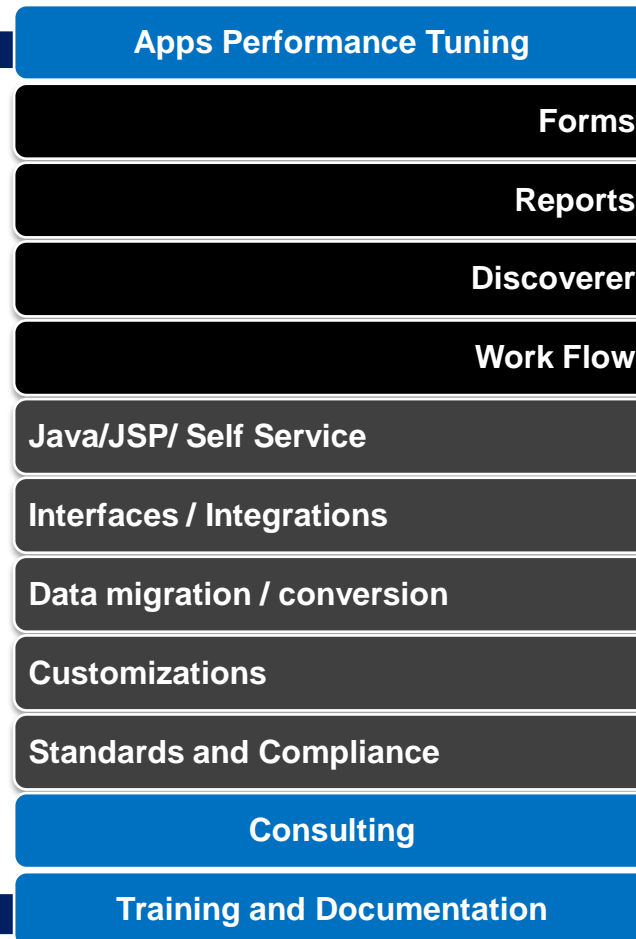 Apps Performance Tuning
Forms
Reports
Discoverer
Work Flow
Java/JSP/ Self Service
Interfaces / Integrations
Data migration / conversion
Customizations
Standards and Compliance
Consulting
Training and Documentation